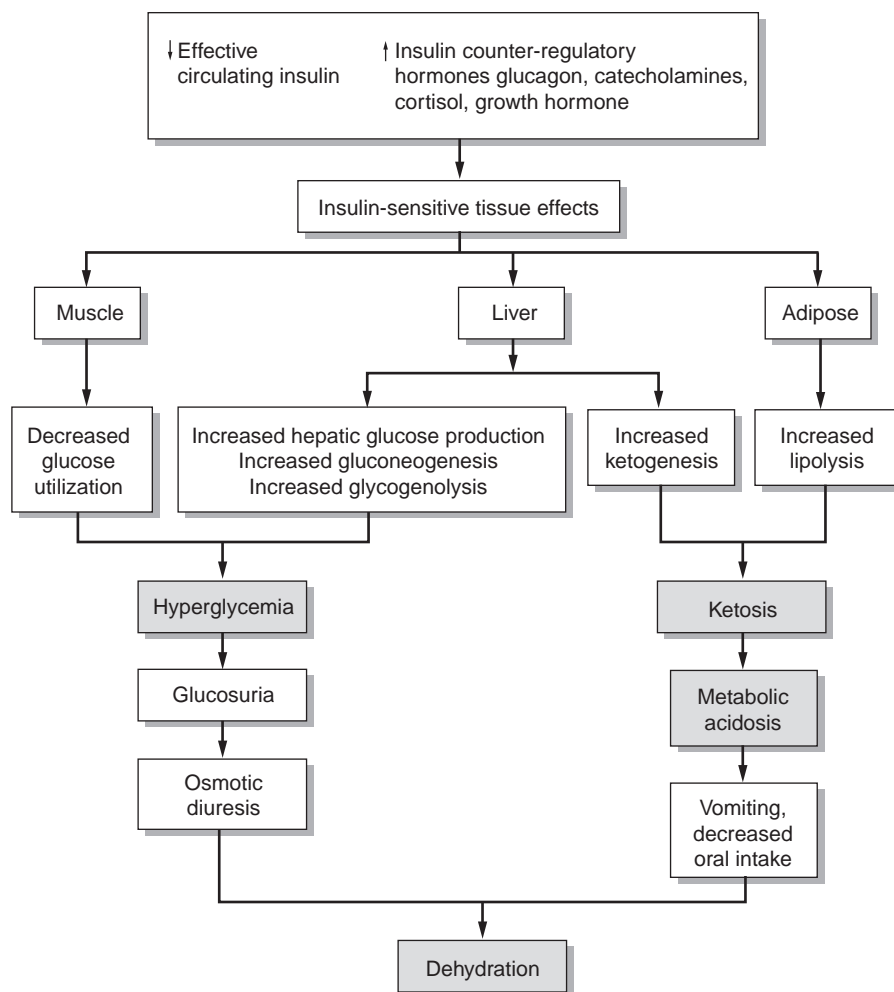 ↓ Effective
circulating insulin
↑ Insulin counter-regulatory
hormones glucagon, catecholamines,
cortisol, growth hormone
Insulin-sensitive tissue effects
Muscle
Liver
Adipose
Decreased
glucose
utilization
Increased hepatic glucose production
Increased gluconeogenesis
Increased glycogenolysis
Increased
ketogenesis
Increased
lipolysis
Hyperglycemia
Ketosis
Glucosuria
Metabolic
acidosis
Osmotic
diuresis
Vomiting,
decreased
oral intake
Dehydration